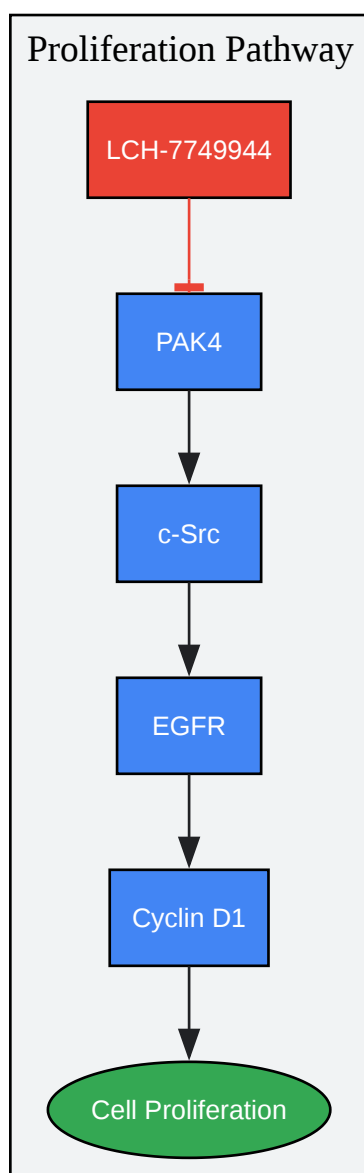 Proliferation Pathway
LCH-7749944
PAK4
c-Src
EGFR
Cyclin D1
Cell Proliferation